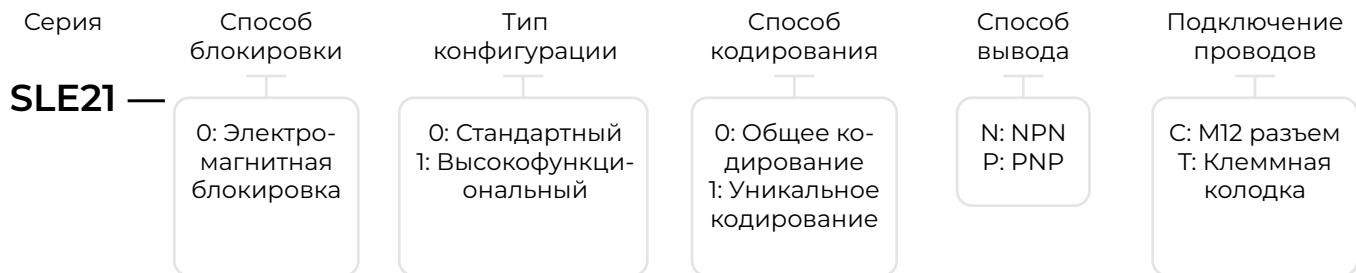 Серия
Способ
блокировки
Тип
конфигурации
Способ
кодирования
Способ
вывода
Подключение
проводов
SLE21 —
0: Электро-
магнитная
блокировка
0: Стандартный
1: Высокофункци-
ональный
0: Общее ко-
дирование
1: Уникальное
кодирование
N: NPN
P: PNP
C: M12 разъем
T: Клеммная
колодка